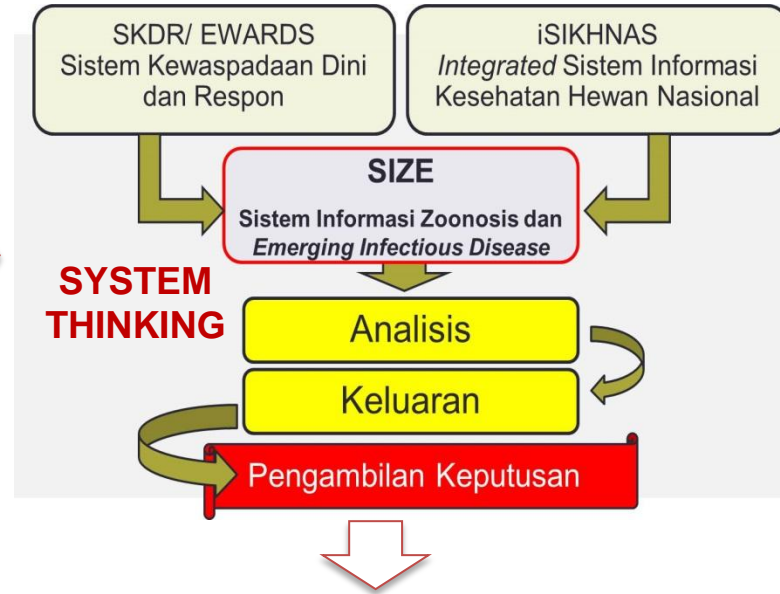 SKDR/ EWARDS
Sistem Kewaspadaan Dini
dan Respon
iSIKHNAS
Integrated Sistem Informasi
Kesehatan Hewan Nasional
SIZE
Sistem Informasi Zoonosis dan
Emerging Infectious Disease
SYSTEM
THINKING
Analisis
Keluaran
Pengambilan Keputusan